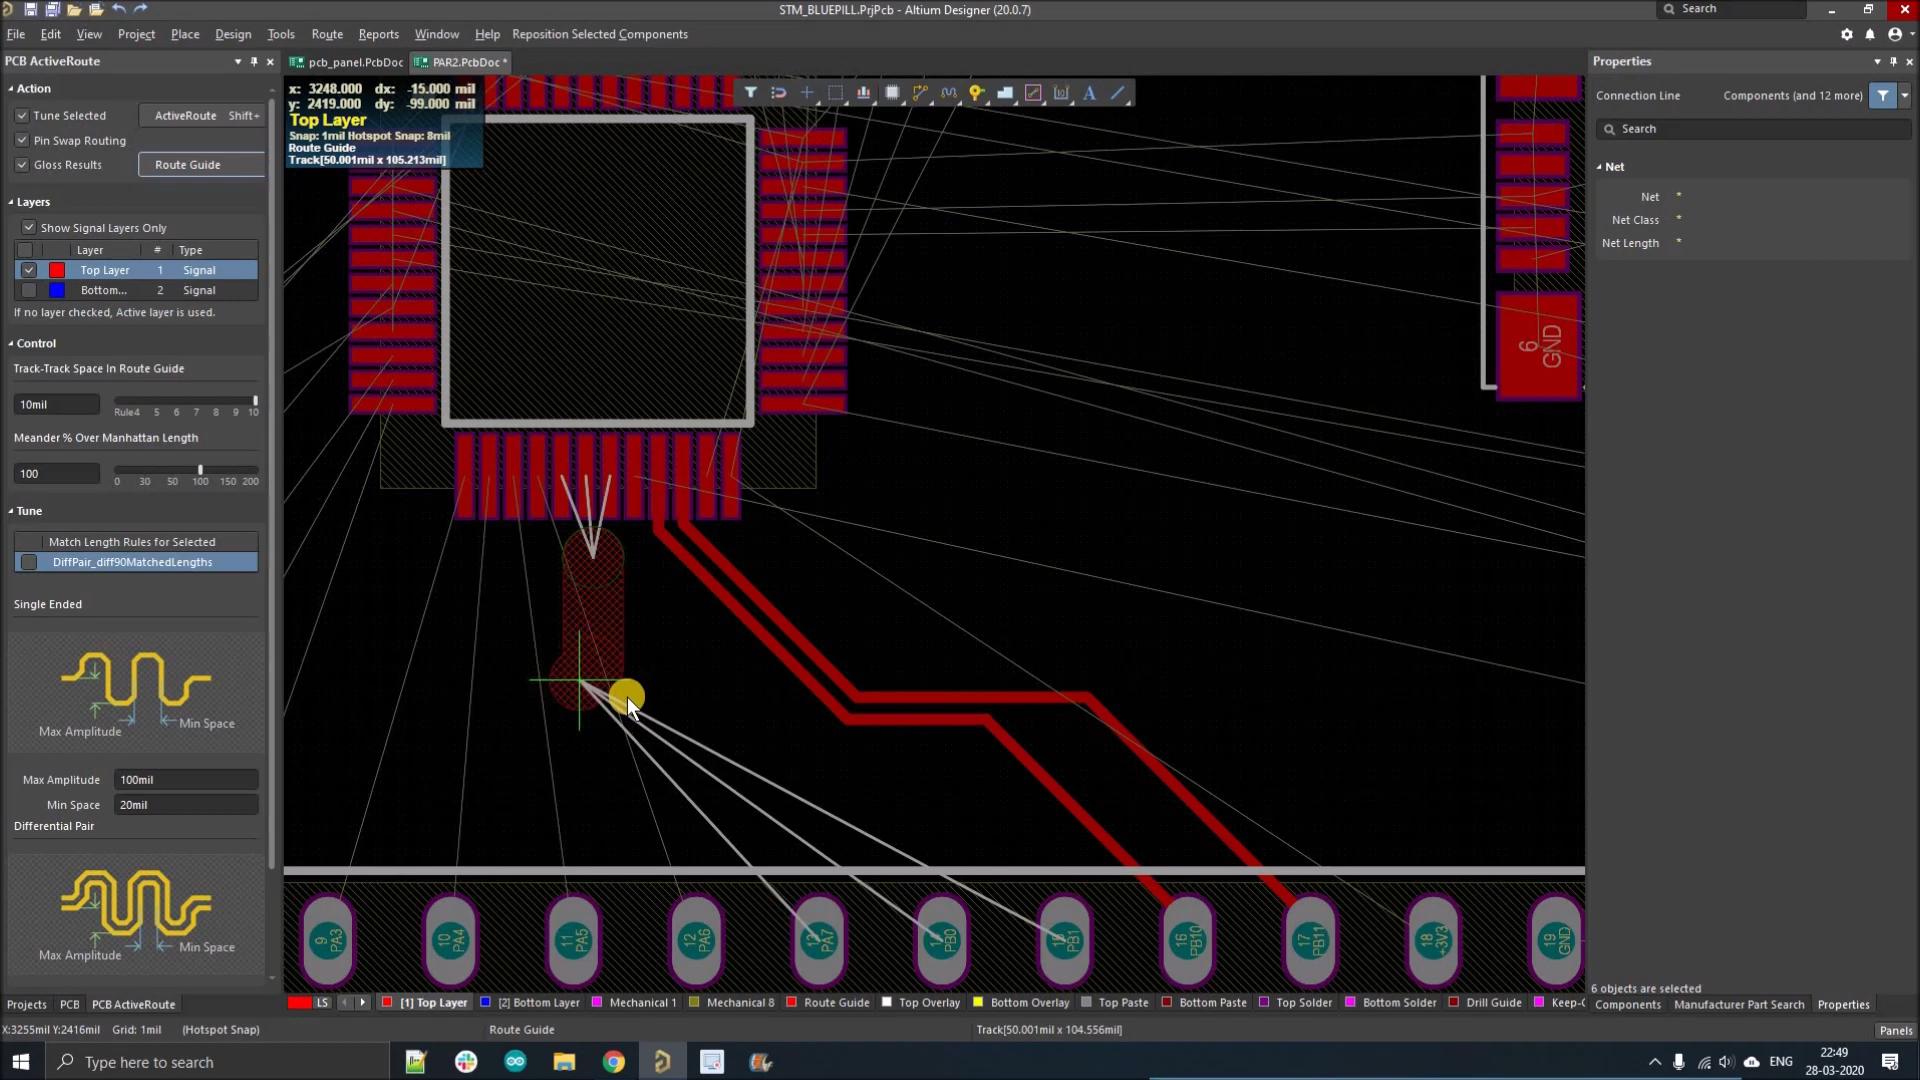 STM_BLUEPILL.PrjPcb - Altium Designer (20.0.7)
Search
File Edit View Project Place Design Tools Route Reports Window Help Reposition Selected Components
PCB ActiveRoute
pcb_panel.PcbDoc
PAR2.PcbDoc *
Properties
Action
Tune Selected
ActiveRoute Shift+
Pin Swap Routing
Gloss Results
Route Guide
Layers
Show Signal Layers Only
Layer # Type
Top Layer 1 Signal
Bottom... 2 Signal
If no layer checked, Active layer is used.
Control
Track-Track Space In Route Guide
10mil
Rule4 5 6 7 8 9 10
Meander % Over Manhattan Length
100
0 30 50 100 150 200
Tune
Match Length Rules for Selected
DiffPair_diff90MatchedLengths
Single Ended
Max Amplitude
Min Space
Max Amplitude 100mil
Min Space 20mil
Differential Pair
Max Amplitude
Min Space
Projects PCB PCB ActiveRoute
x: 3248.000 dx: -15.000 mil
y: 2419.000 dy: -99.000 mil
Top Layer
Snap: 1mil Hotspot Snap: 8mil
Route Guide
Track[50.001mil x 105.213mil]
6
GND
9
PA3
10
PA4
11
PA5
12
PA6
13
PA7
14
PB0
15
PB1
16
PB10
17
PB11
18
+3V3
19
GND
Connection Line
Components (and 12 more)
Search
Net
Net *
Net Class *
Net Length *
6 objects are selected
Components Manufacturer Part Search Properties
LS
[1] Top Layer
[2] Bottom Layer
Mechanical 1
Mechanical 8
Route Guide
Top Overlay
Bottom Overlay
Top Paste
Bottom Paste
Top Solder
Bottom Solder
Drill Guide
Keep-O
X:3255mil Y:2416mil Grid: 1mil (Hotspot Snap)
Route Guide
Track[50.001mil x 104.556mil]
Panels
Type here to search
ENG
22:49
28-03-2020